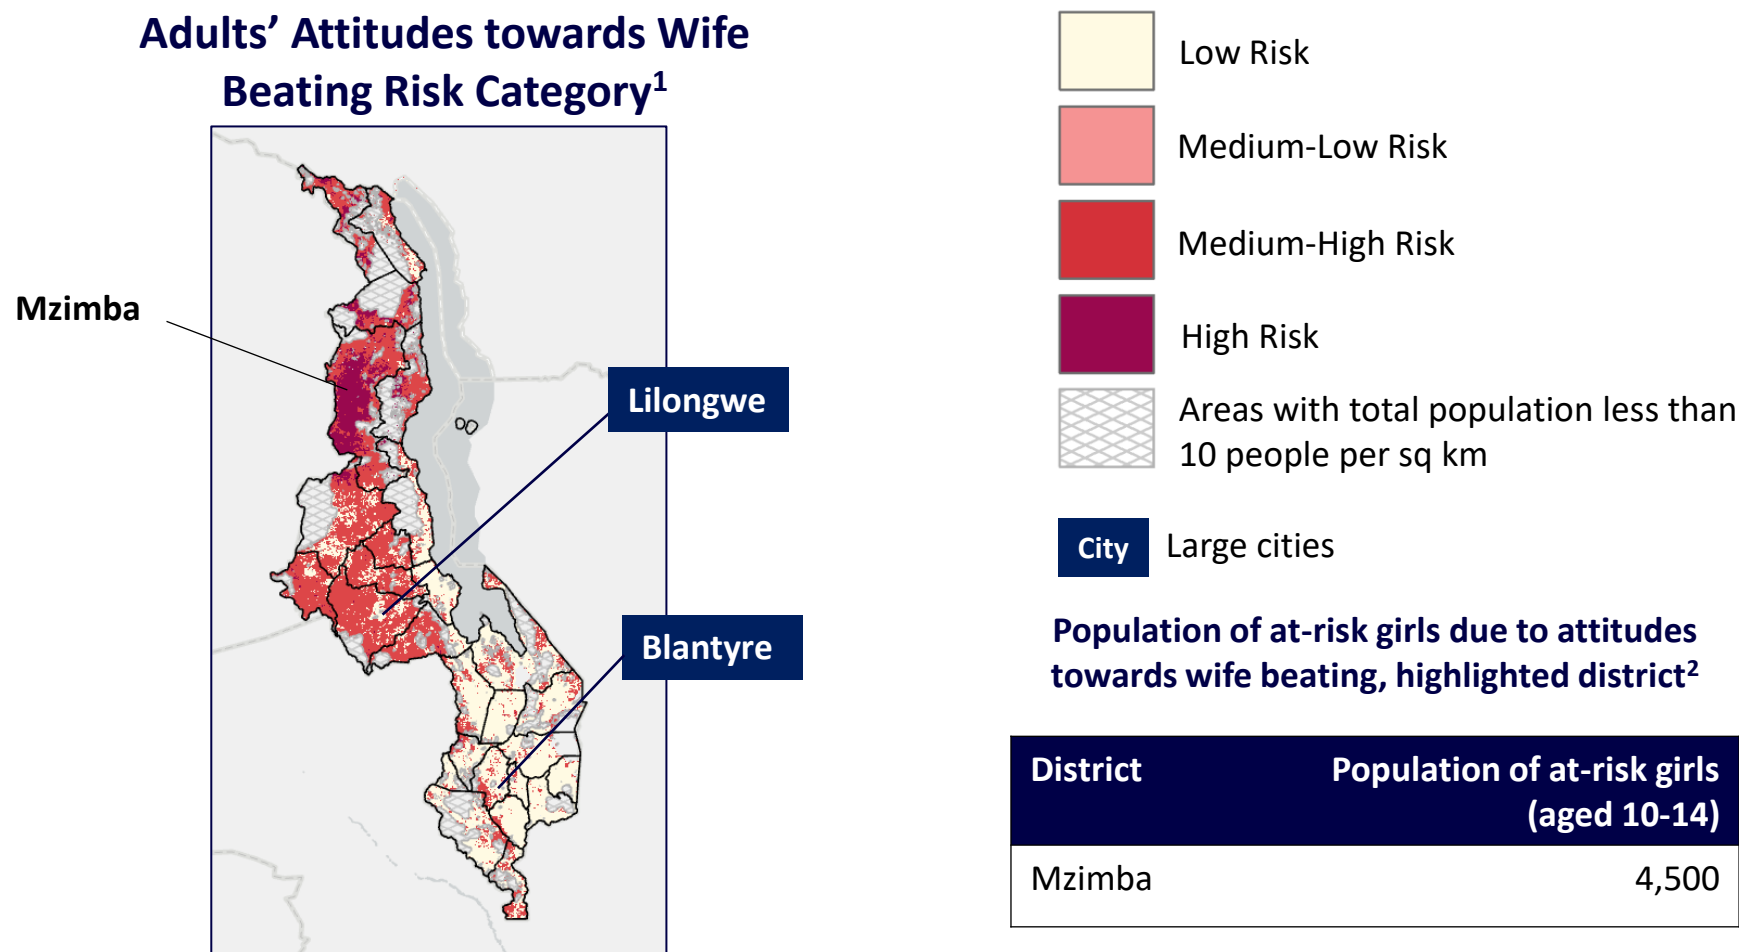 Adults’ Attitudes towards Wife
Beating Risk Category1
Mzimba
Lilongwe
Blantyre
Low Risk
Medium-Low Risk
Medium-High Risk
High Risk
Areas with total population less than
10 people per sq km
City Large cities
Population of at-risk girls due to attitudes
towards wife beating, highlighted district2
District Population of at-risk girls
(aged 10-14)
Mzimba 4,500